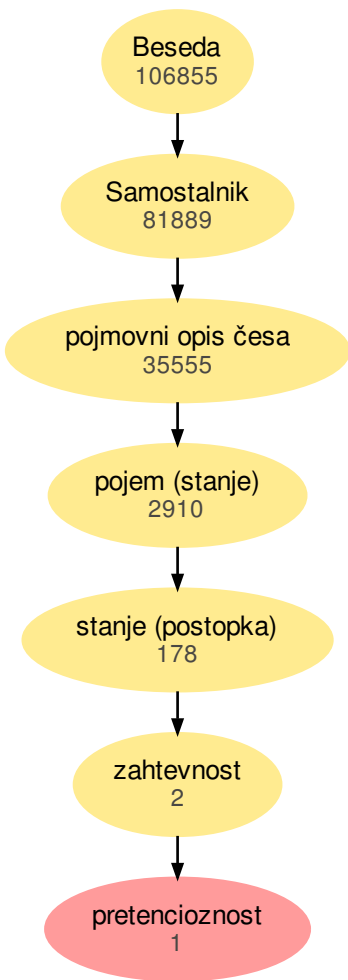 Beseda
106855
Samostalnik
81889
pojmovni opis česa
35555
pojem (stanje)
2910
stanje (postopka)
178
zahtevnost
2
pretencioznost
1